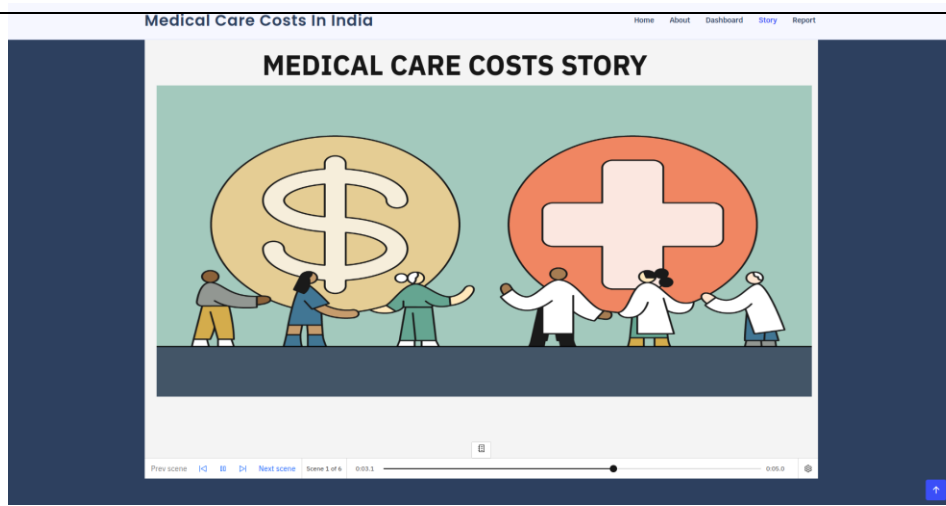 Medical Care Costs In India
Home About Dashboard Story Report
MEDICAL CARE COSTS STORY
$
Prev scene Next scene Scene 1 of 6 0:03.1 0:05.0